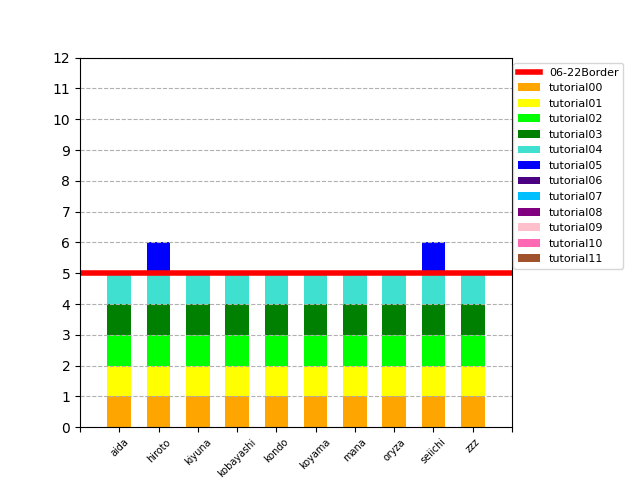 12
11
10
9
8
7
6
5
4
3
2
1
0
aida
hiroto
kiyuna
kobayashi
kondo
koyama
mana
oryza
seiichi
zzz
06-22Border
tutorial00
tutorial01
tutorial02
tutorial03
tutorial04
tutorial05
tutorial06
tutorial07
tutorial08
tutorial09
tutorial10
tutorial11